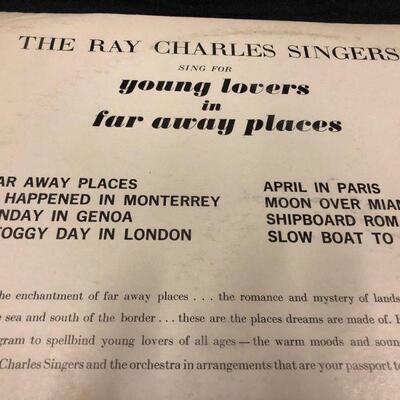 THE RAY CHARLES SINGERS
SING FOR
young lovers
in
far away places
AR AWAY PLACES
HAPPENED IN MONTERREY
NDAY IN GENOA
OGGY DAY IN LONDON
APRIL IN PARIS
MOON OVER MIAM
SHIPBOARD ROM
SLOW BOAT TO
he enchantment of far away places . . . the romance and mystery of lands
e sea and south of the border . . . these are the places dreams are made of.
gram to spellbind young lovers of all ages — the warm moods and soun
Charles Singers and the orchestra in arrangements that are your passport to